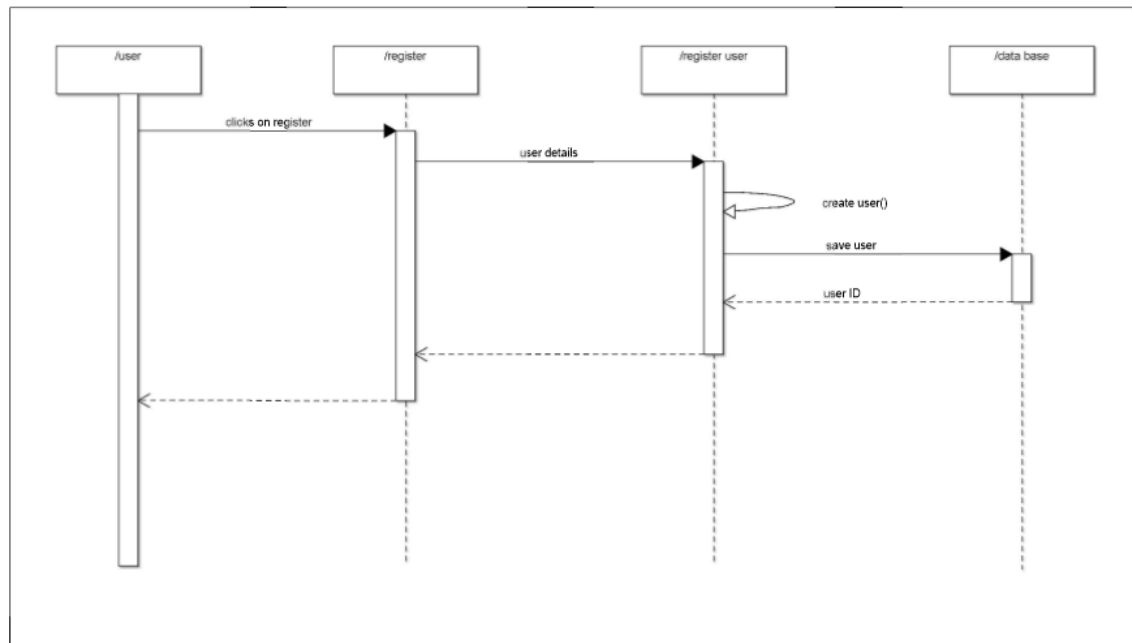 /user
/register
/register user
/data base
clicks on register
user details
create user()
save user
user ID